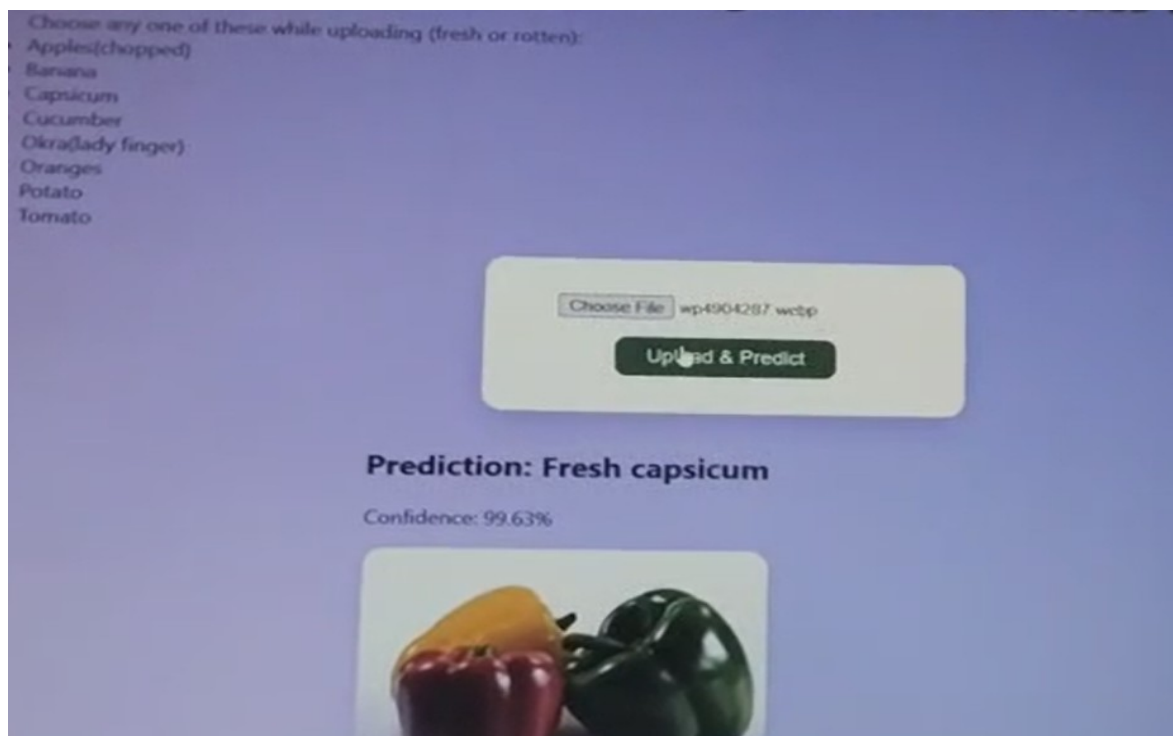 Choose any one of these while uploading (fresh or rotten):
Apples(chopped)
Banana
Capsicum
Cucumber
Okra(lady finger)
Oranges
Potato
Tomato
Choose File wp4904287.webp
Upload & Predict
Prediction: Fresh capsicum
Confidence: 99.63%